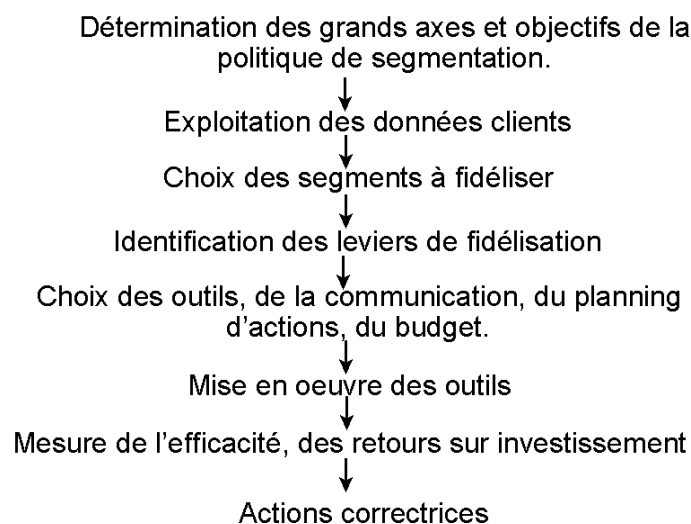 Détermination des grands axes et objectifs de la
politique de segmentation.
Exploitation des données clients
Choix des segments à fidéliser
Identification des leviers de fidélisation
Choix des outils, de la communication, du planning
d’actions, du budget.
Mise en oeuvre des outils
Mesure de l’efficacité, des retours sur investissement
Actions correctrices